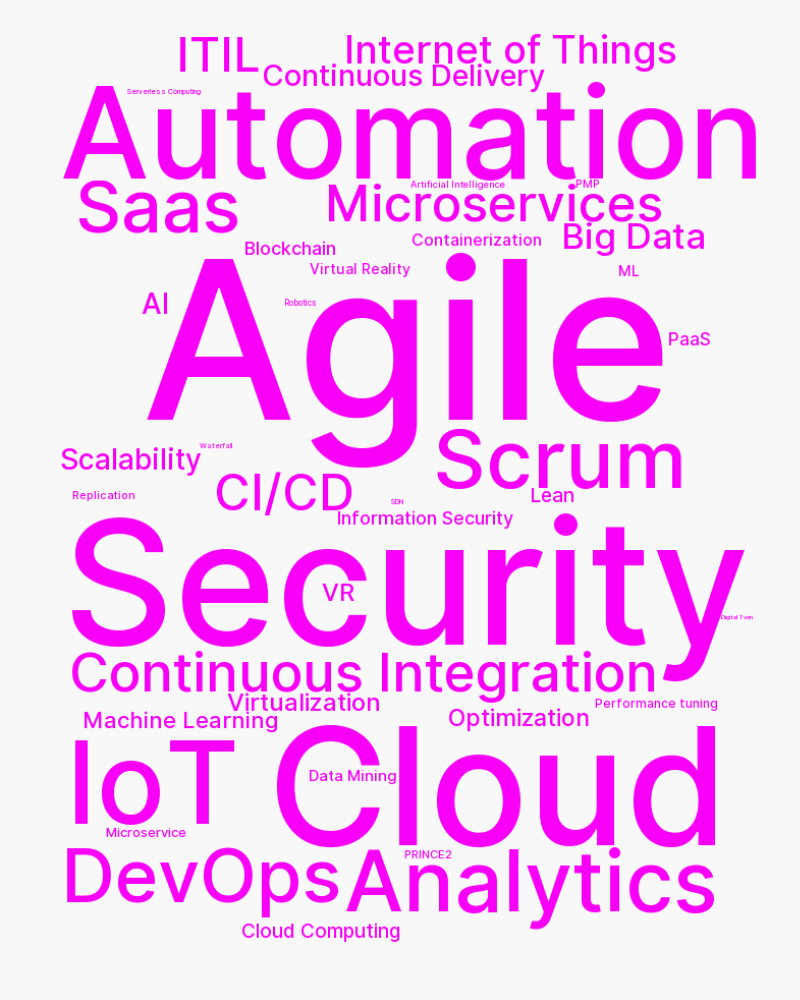 ITIL
Internet of Things
Continuous Delivery
Serverless Computing
Automation
Saas
Artificial Intelligence
PMP
Microservices
Big Data
Containerization
Blockchain
Virtual Reality
ML
AI
Robotics
Agile
PaaS
Waterfall
Scalability
Scrum
Replication
CI/CD
SDN
Lean
Information Security
Security
VR
Digital Twin
Continuous Integration
Virtualization
Performance tuning
Machine Learning
Optimization
IoT
Cloud
Data Mining
Microservice
PRINCE2
DevOps
Analytics
Cloud Computing